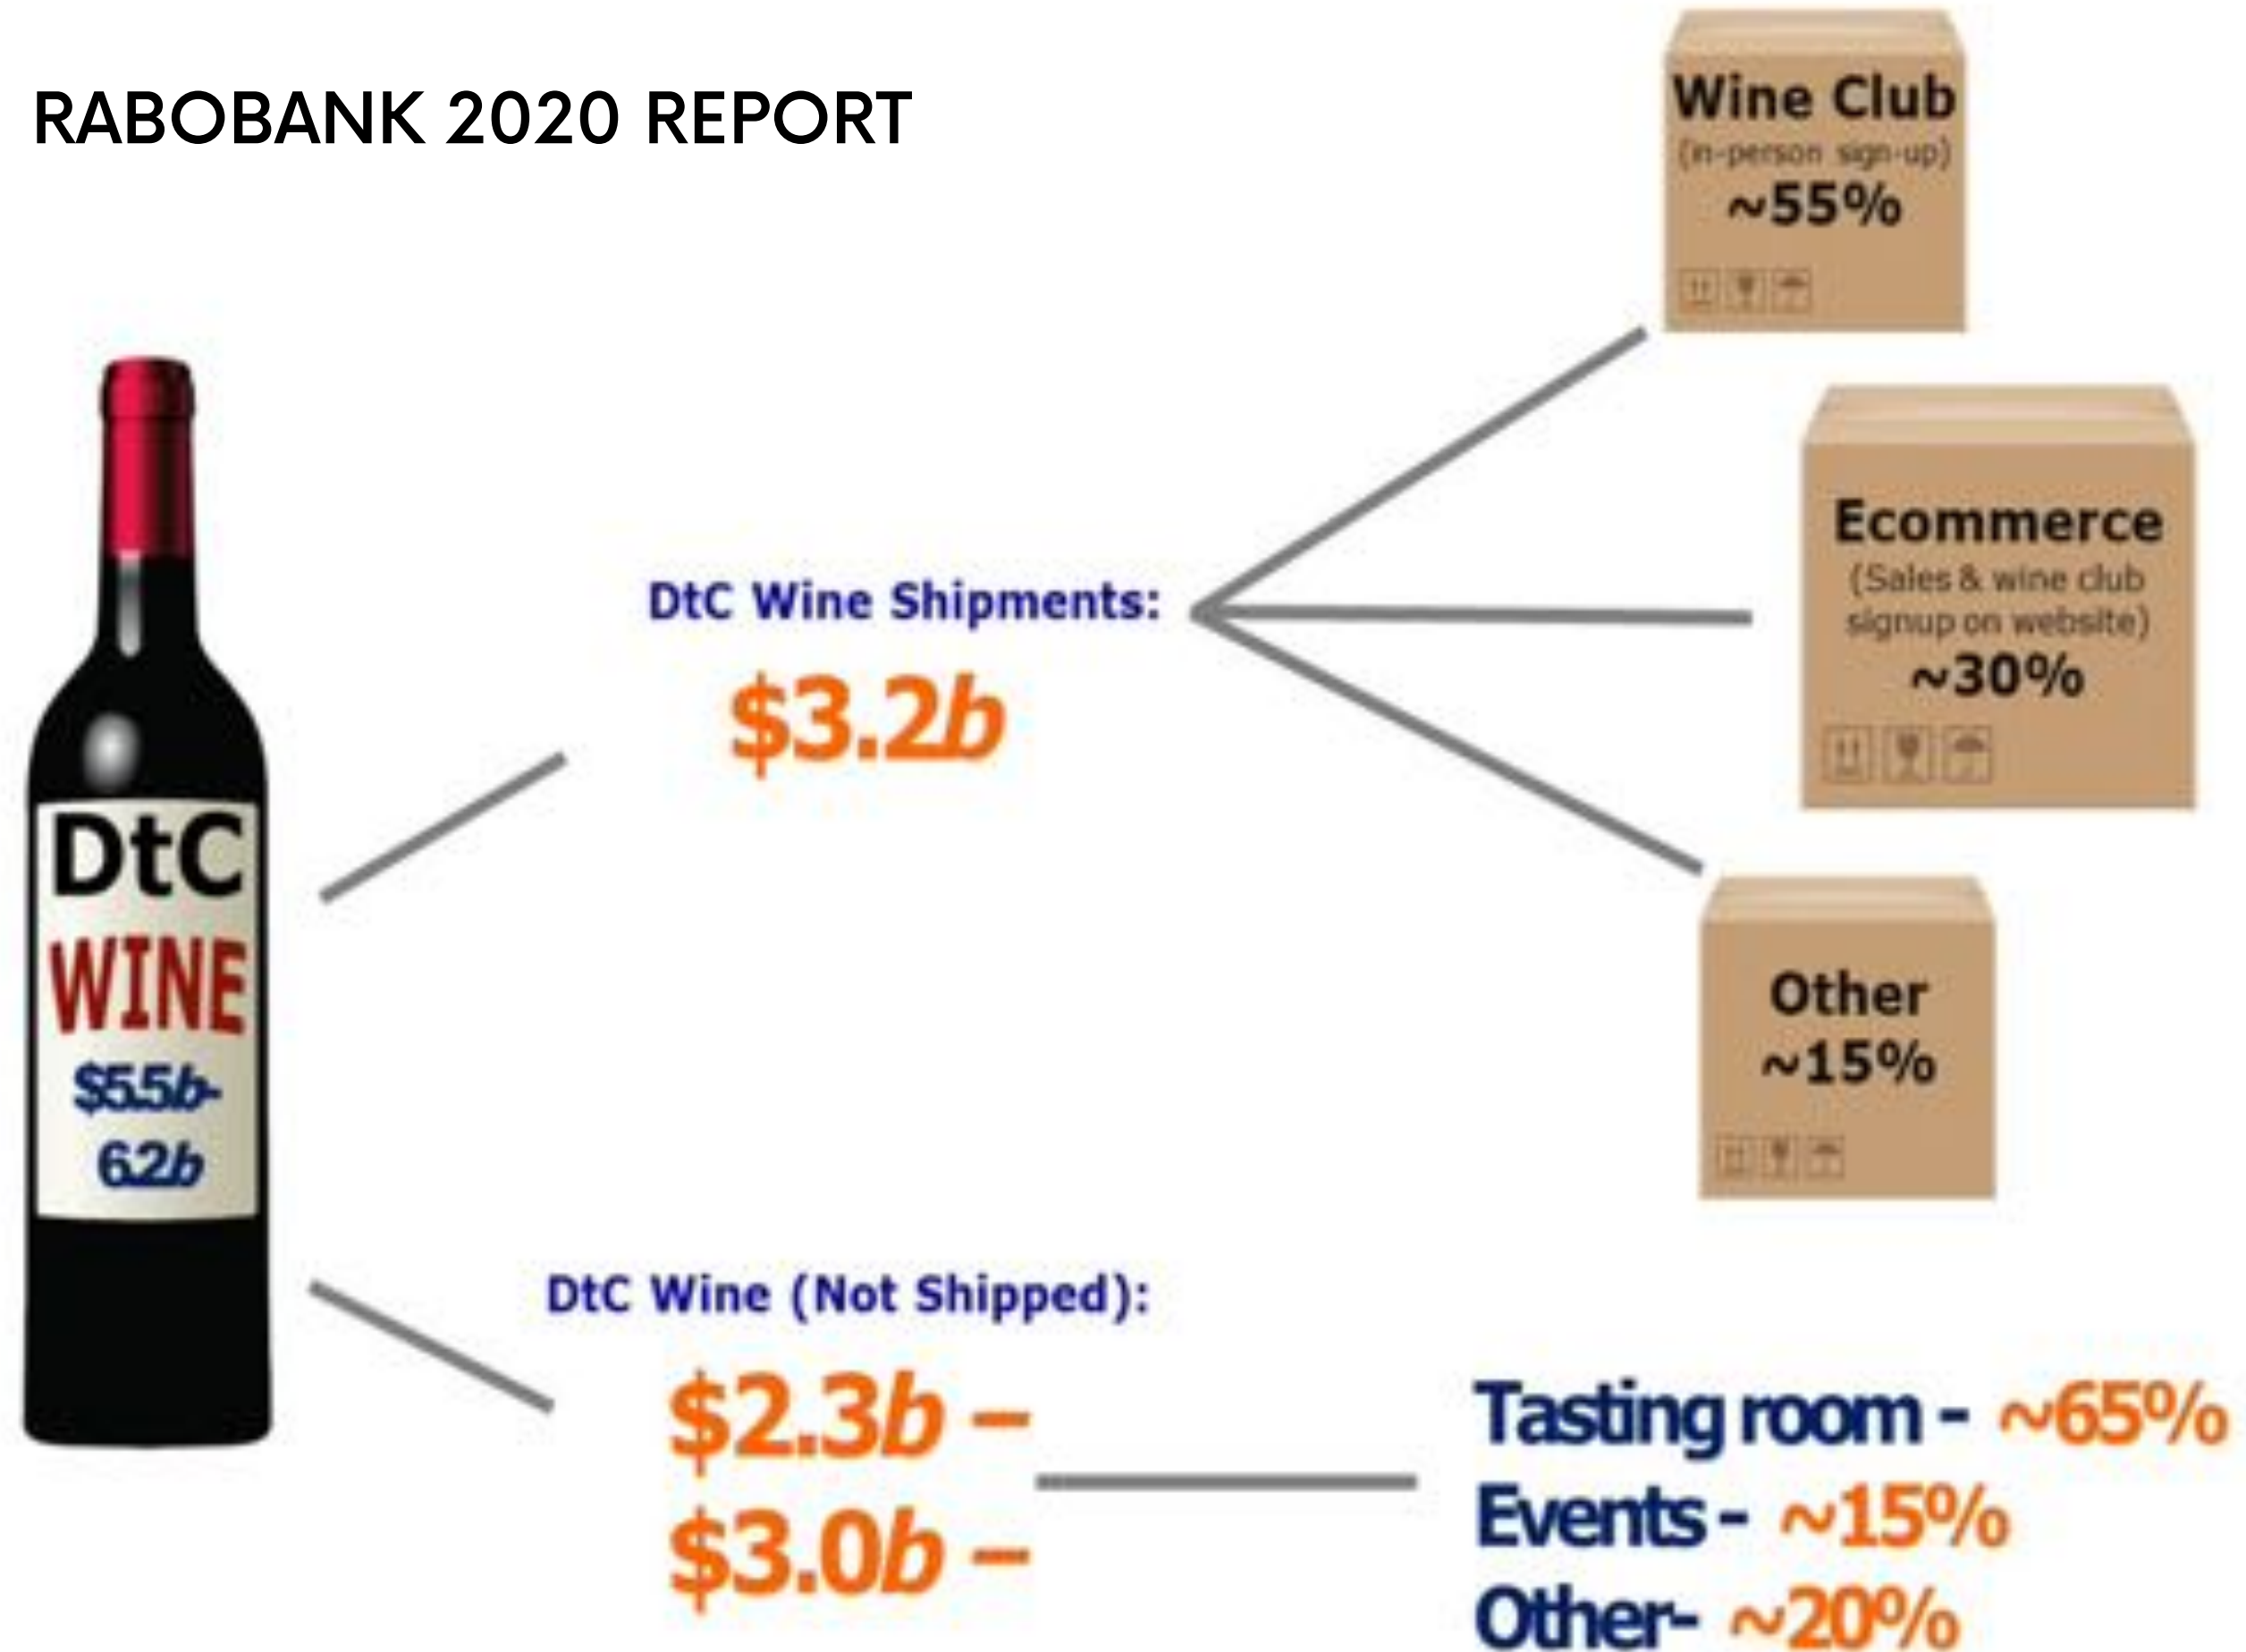 RABOBANK 2020 REPORT
Wine Club
(in-person sign-up)
~55%
Ecommerce
(Sales & wine club
signup on website)
~30%
DtC Wine Shipments:
$3.2b
Other
~15%
DtC
WINE
$5.5b-
6.2b
DtC Wine (Not Shipped):
$2.3b –
$3.0b –
Tasting room - ~65%
Events - ~15%
Other- ~20%